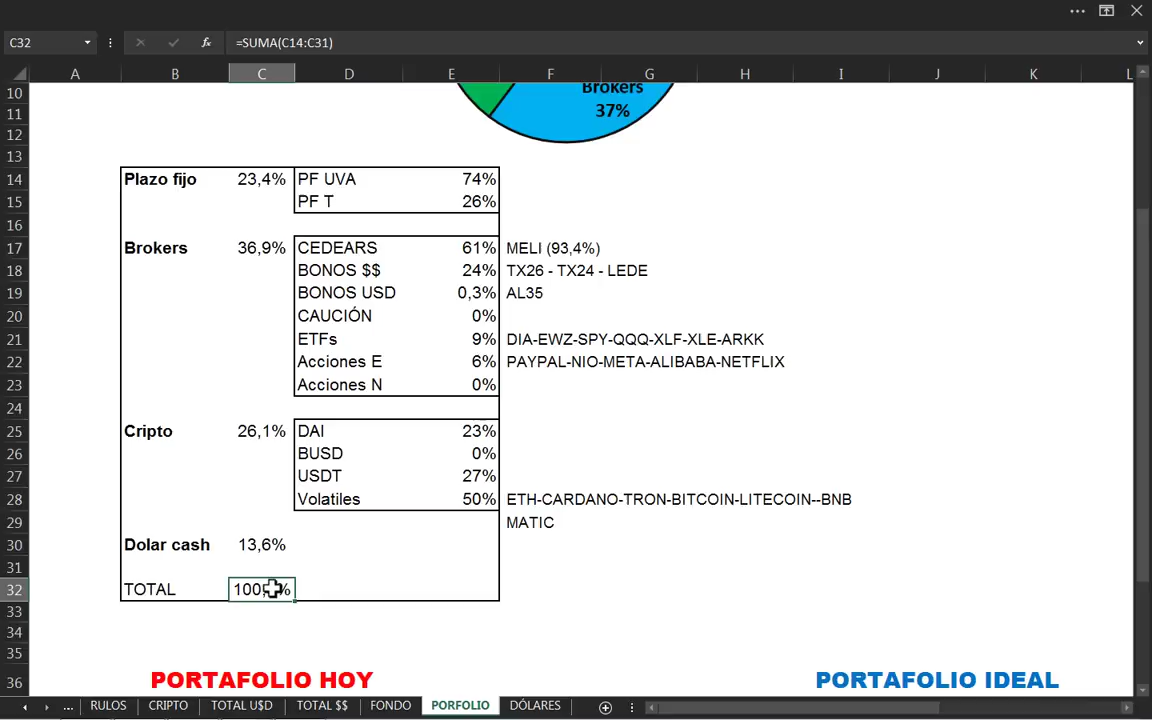 C32 fx =SUMA(C14:C31)
A B C D E F G H I J K L
10 Brokers
11 37%
12
13
14 Plazo fijo 23,4% PF UVA 74%
15 PF T 26%
16
17 Brokers 36,9% CEDEARS 61% MELI (93,4%)
18 BONOS $$ 24% TX26 - TX24 - LEDE
19 BONOS USD 0,3% AL35
20 CAUCIÓN 0%
21 ETFs 9% DIA-EWZ-SPY-QQQ-XLF-XLE-ARKK
22 Acciones E 6% PAYPAL-NIO-META-ALIBABA-NETFLIX
23 Acciones N 0%
24
25 Cripto 26,1% DAI 23%
26 BUSD 0%
27 USDT 27%
28 Volatiles 50% ETH-CARDANO-TRON-BITCOIN-LITECOIN--BNB
29 MATIC
30 Dolar cash 13,6%
31
32 TOTAL
33
34
35
36 PORTAFOLIO HOY PORTAFOLIO IDEAL
... RULOS CRIPTO TOTAL U$D TOTAL $$ FONDO PORFOLIO DÓLARES